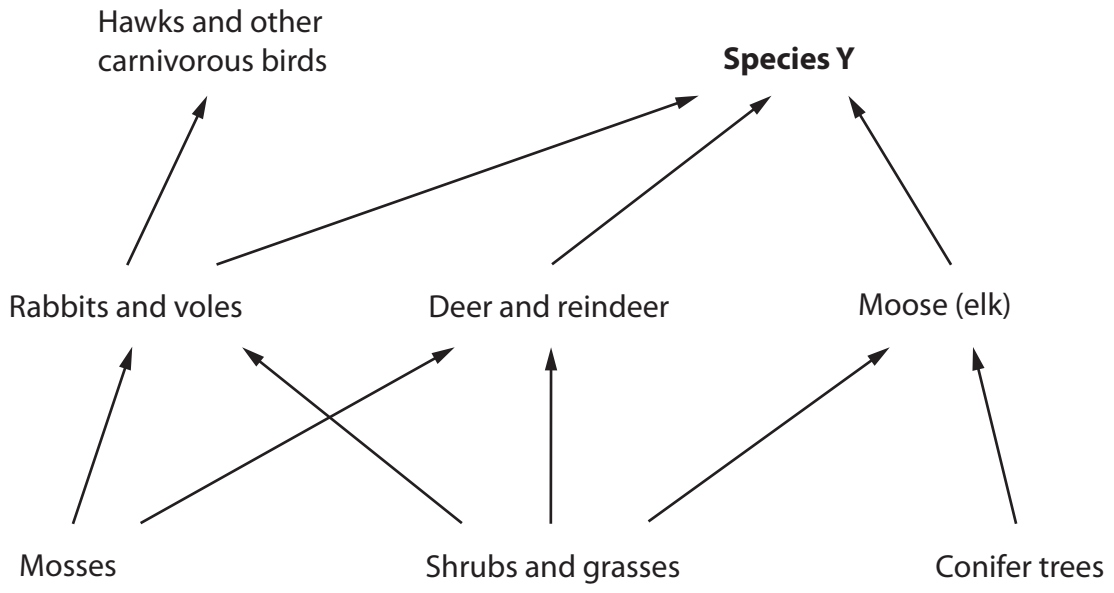 Hawks and other
carnivorous birds
Species Y
Rabbits and voles
Deer and reindeer
Moose (elk)
Mosses
Shrubs and grasses
Conifer trees